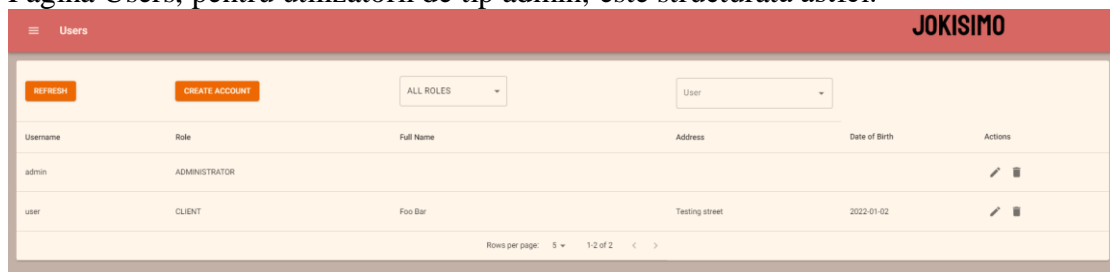 Pagina Users, pentru utilizatorii de tip admin, este structurata astfel:
Users JOKISIMO
REFRESH CREATE ACCOUNT ALL ROLES User
Username Role Full Name Address Date of Birth Actions
admin ADMINISTRATOR
user CLIENT Foo Bar Testing street 2022-01-02
Rows per page: 5 1-2 of 2